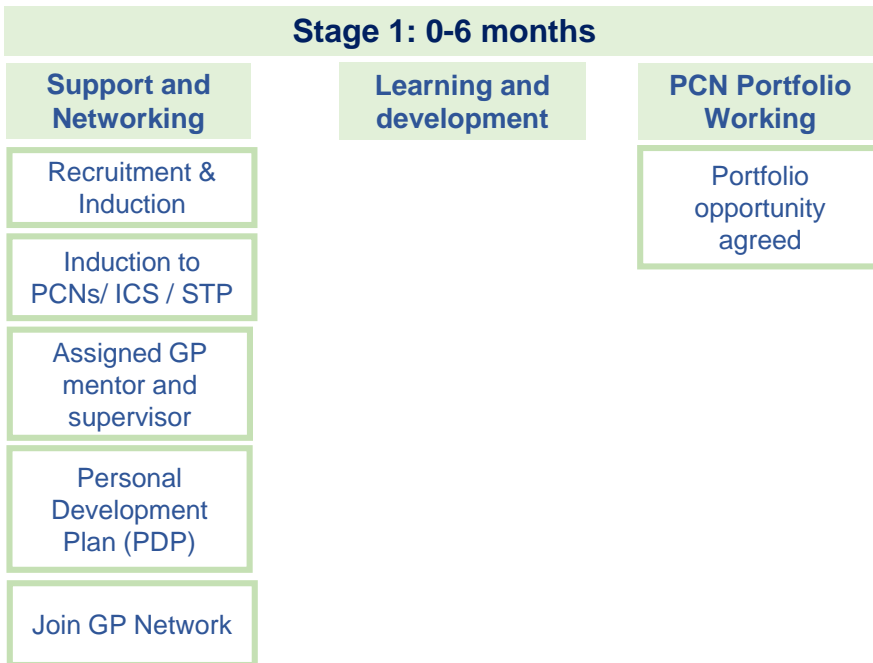 Stage 1: 0-6 months
Support and
Networking
Learning and
development
PCN Portfolio
Working
Recruitment &
Induction
Induction to
PCNs/ ICS / STP
Assigned GP
mentor and
supervisor
Personal
Development
Plan (PDP)
Join GP Network
Portfolio
opportunity
agreed